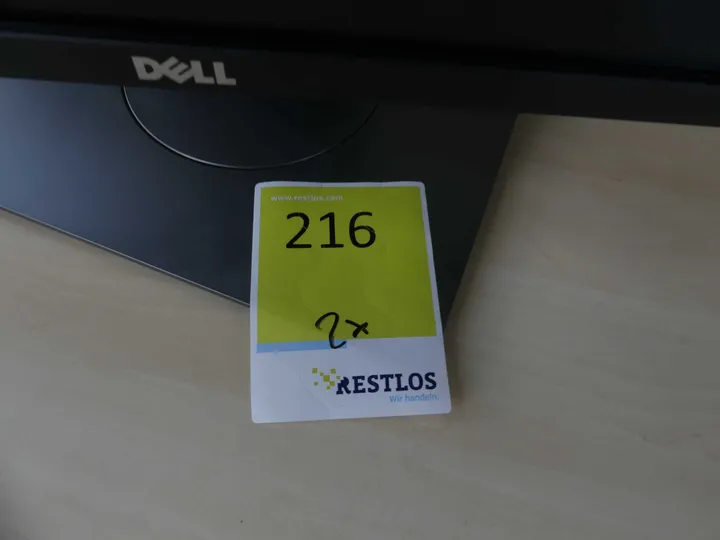 DELL
www.restlos.com
216
2x
RESTLOS
Wir handeln